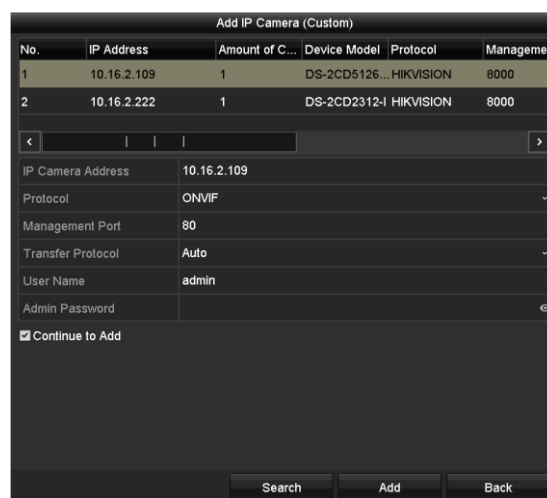 Add IP Camera (Custom)
No. IP Address Amount of C... Device Model Protocol Manageme
1 10.16.2.109 1 DS-2CD5126... HIKVISION 8000
2 10.16.2.222 1 DS-2CD2312-I HIKVISION 8000
IP Camera Address 10.16.2.109
Protocol ONVIF
Management Port 80
Transfer Protocol Auto
User Name admin
Admin Password
Continue to Add
Search Add Back